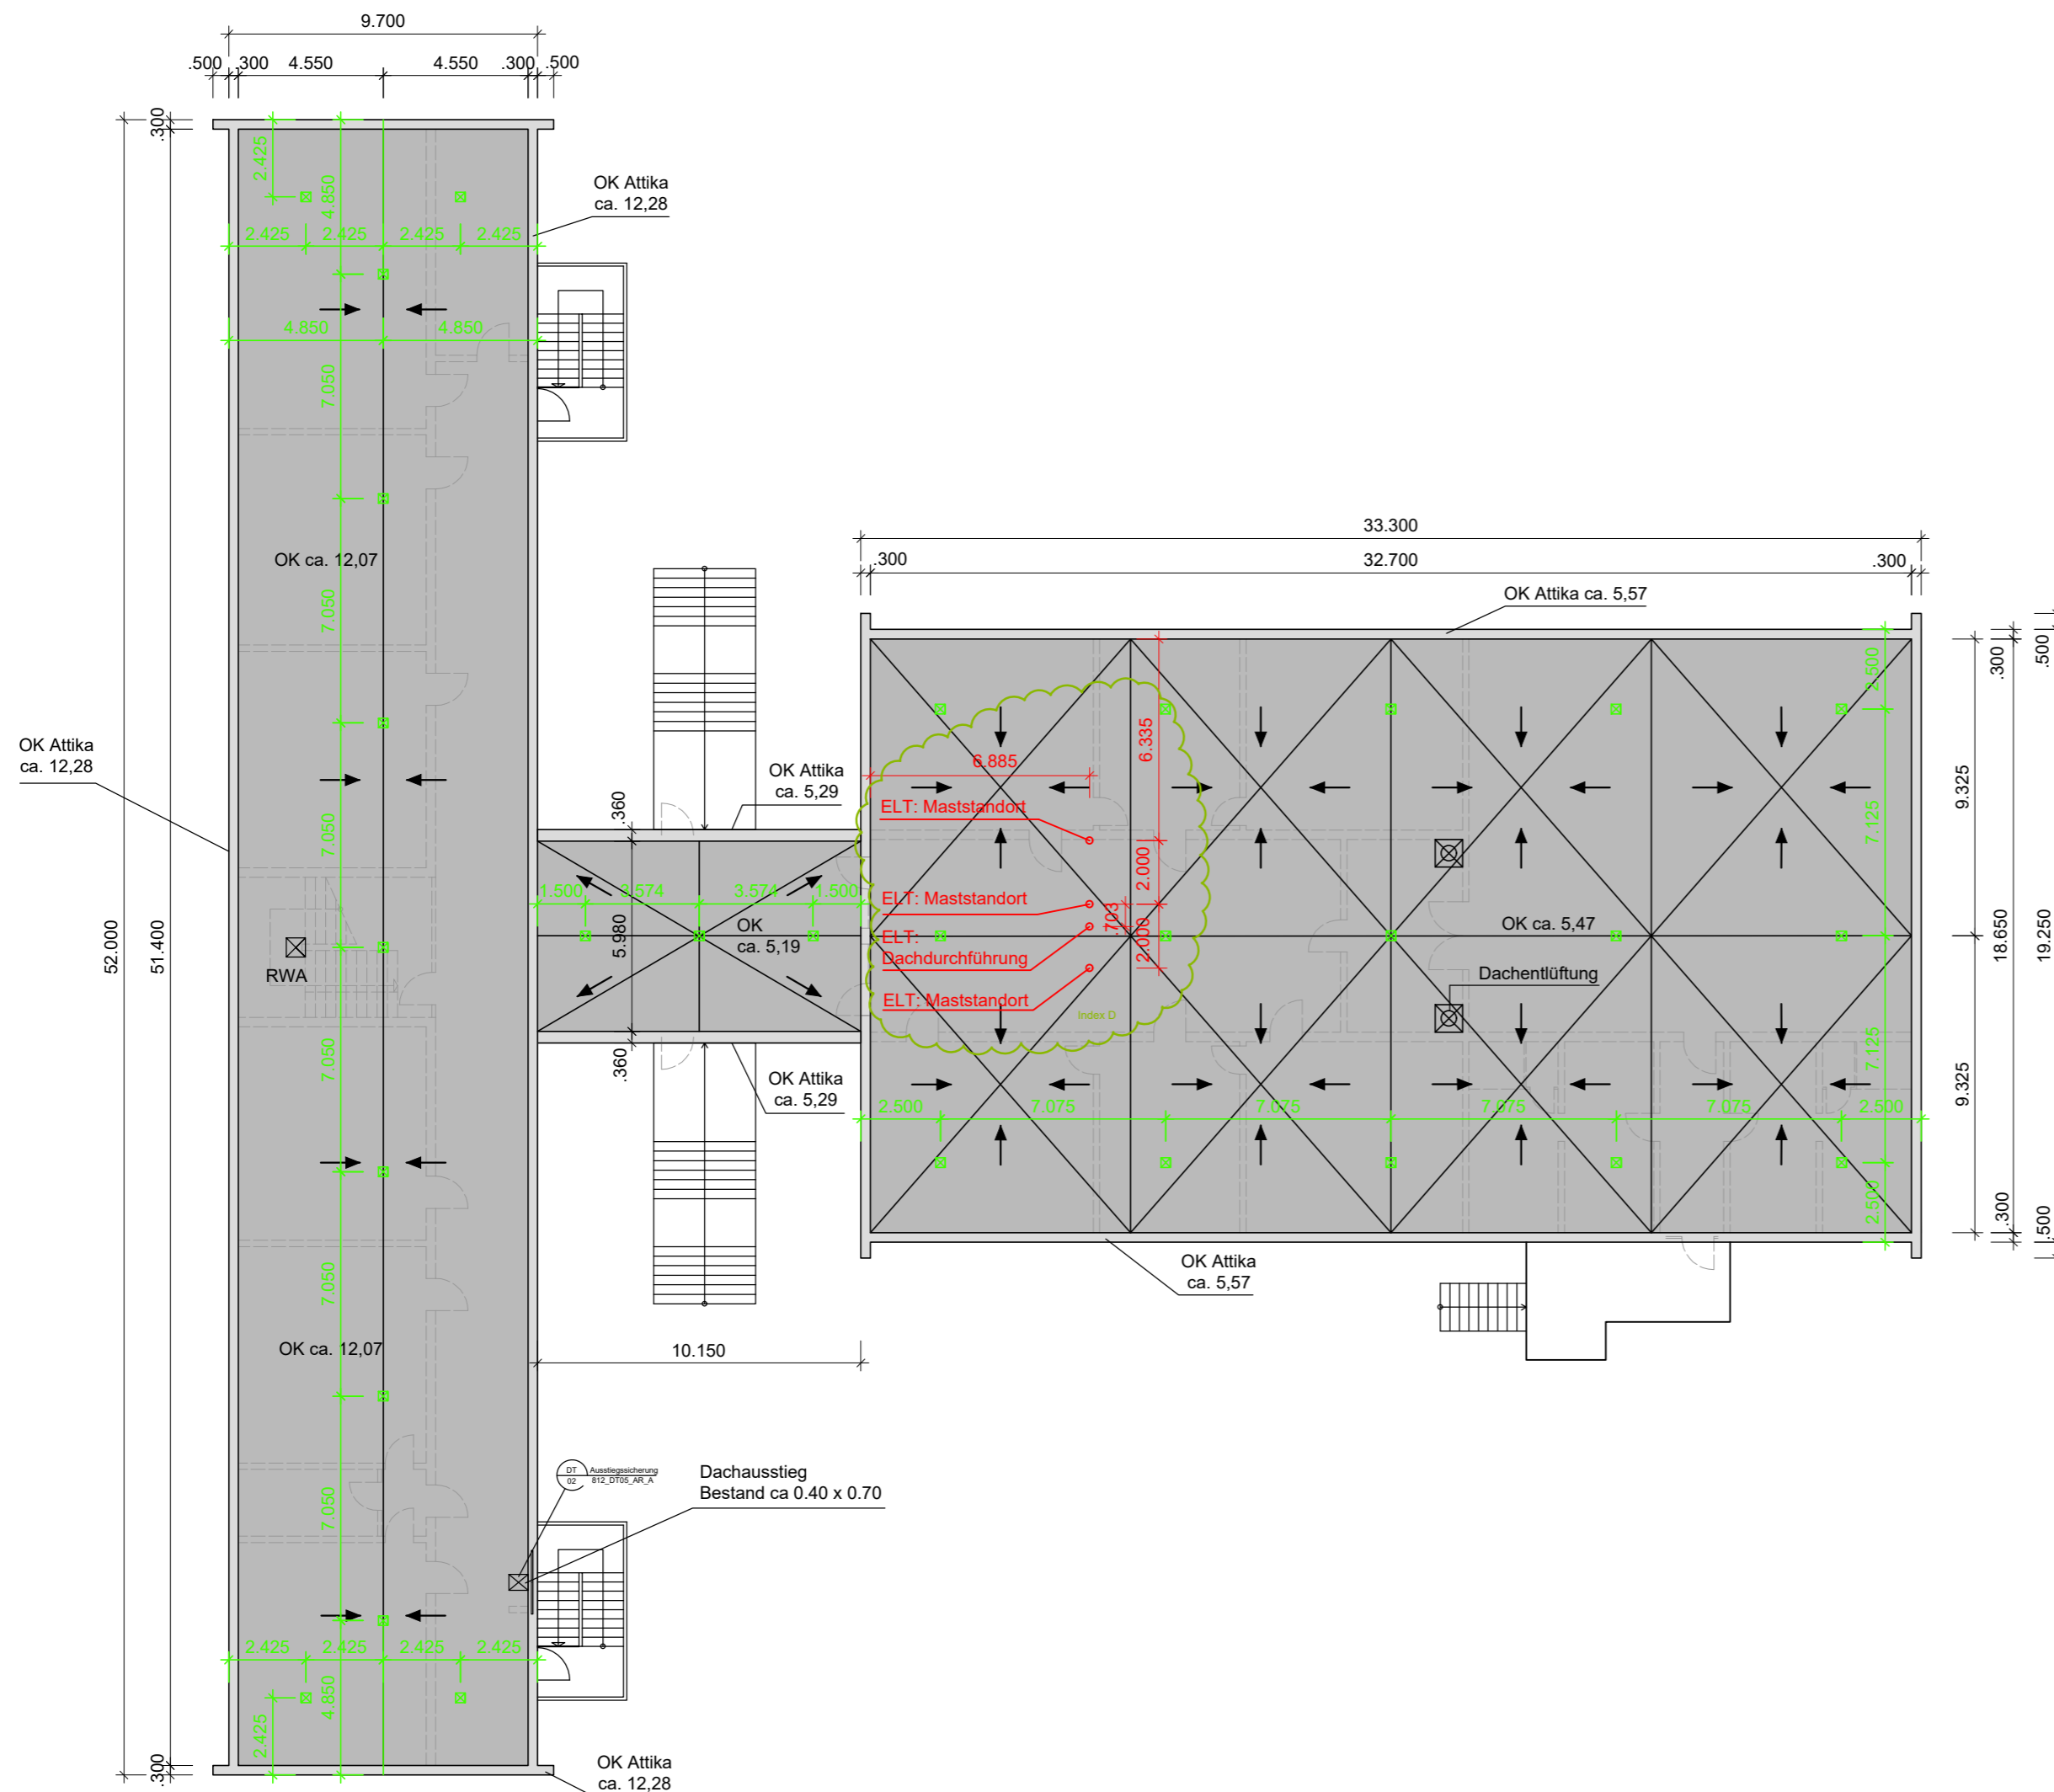 9.700
.500
.300
4.550
4.550
.300
.500
.300
2.425
4.850
OK Attika
ca. 12,28
2.425
2.425
2.425
2.425
4.850
4.850
7.050
33.300
.300
32.700
.300
OK ca. 12,07
OK Attika ca. 5,57
7.050
.500
.300
2.500
OK Attika
ca. 12,28
6.335
6.885
OK Attika
ca. 5,29
9.325
.360
ELT: Maststandort
7.125
7.050
2.000
1.500
3.574
3.574
1.500
ELT: Maststandort
.703
OK
ca. 5,19
5.980
ELT:
Dachdurchführung
2.000
OK ca. 5,47
52.000
51.400
18.650
19.250
RWA
Dachentlüftung
ELT: Maststandort
Index D
7.050
.360
OK Attika
ca. 5,29
7.125
9.325
2.500
7.075
7.075
7.075
7.075
2.500
2.500
.300
.500
OK Attika
ca. 5,57
7.050
OK ca. 12,07
10.150
DT
02
Ausstiegssicherung
812_DT05_AR_A
Dachausstieg
Bestand ca 0.40 x 0.70
7.050
2.425
2.425
2.425
2.425
4.850
2.425
.300
OK Attika
ca. 12,28